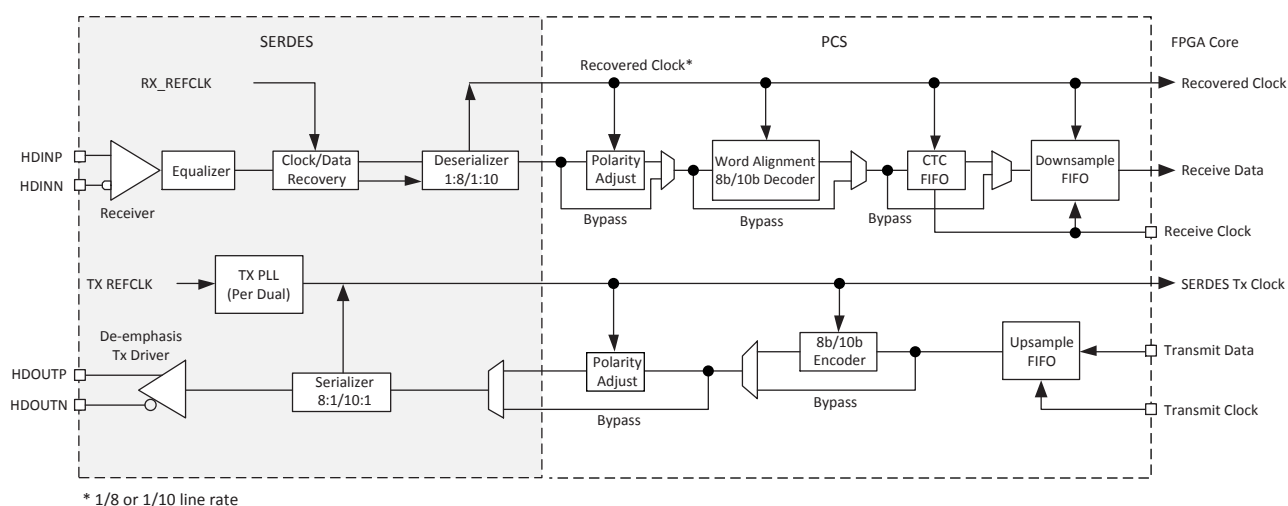 SERDES
PCS
FPGA Core
Recovered Clock*
Recovered Clock
RX_REFCLK
HDINP
HDINN
Receiver
Equalizer
Clock/Data
Recovery
Deserializer
1:8/1:10
Polarity
Adjust
Bypass
Word Alignment
8b/10b Decoder
Bypass
CTC
FIFO
Bypass
Downsample
FIFO
Receive Data
Receive Clock
TX REFCLK
TX PLL
(Per Dual)
SERDES Tx Clock
De-emphasis
Tx Driver
HDOUTP
HDOUTN
Serializer
8:1/10:1
Polarity
Adjust
Bypass
8b/10b
Encoder
Bypass
Upsample
FIFO
Transmit Data
Transmit Clock
* 1/8 or 1/10 line rate